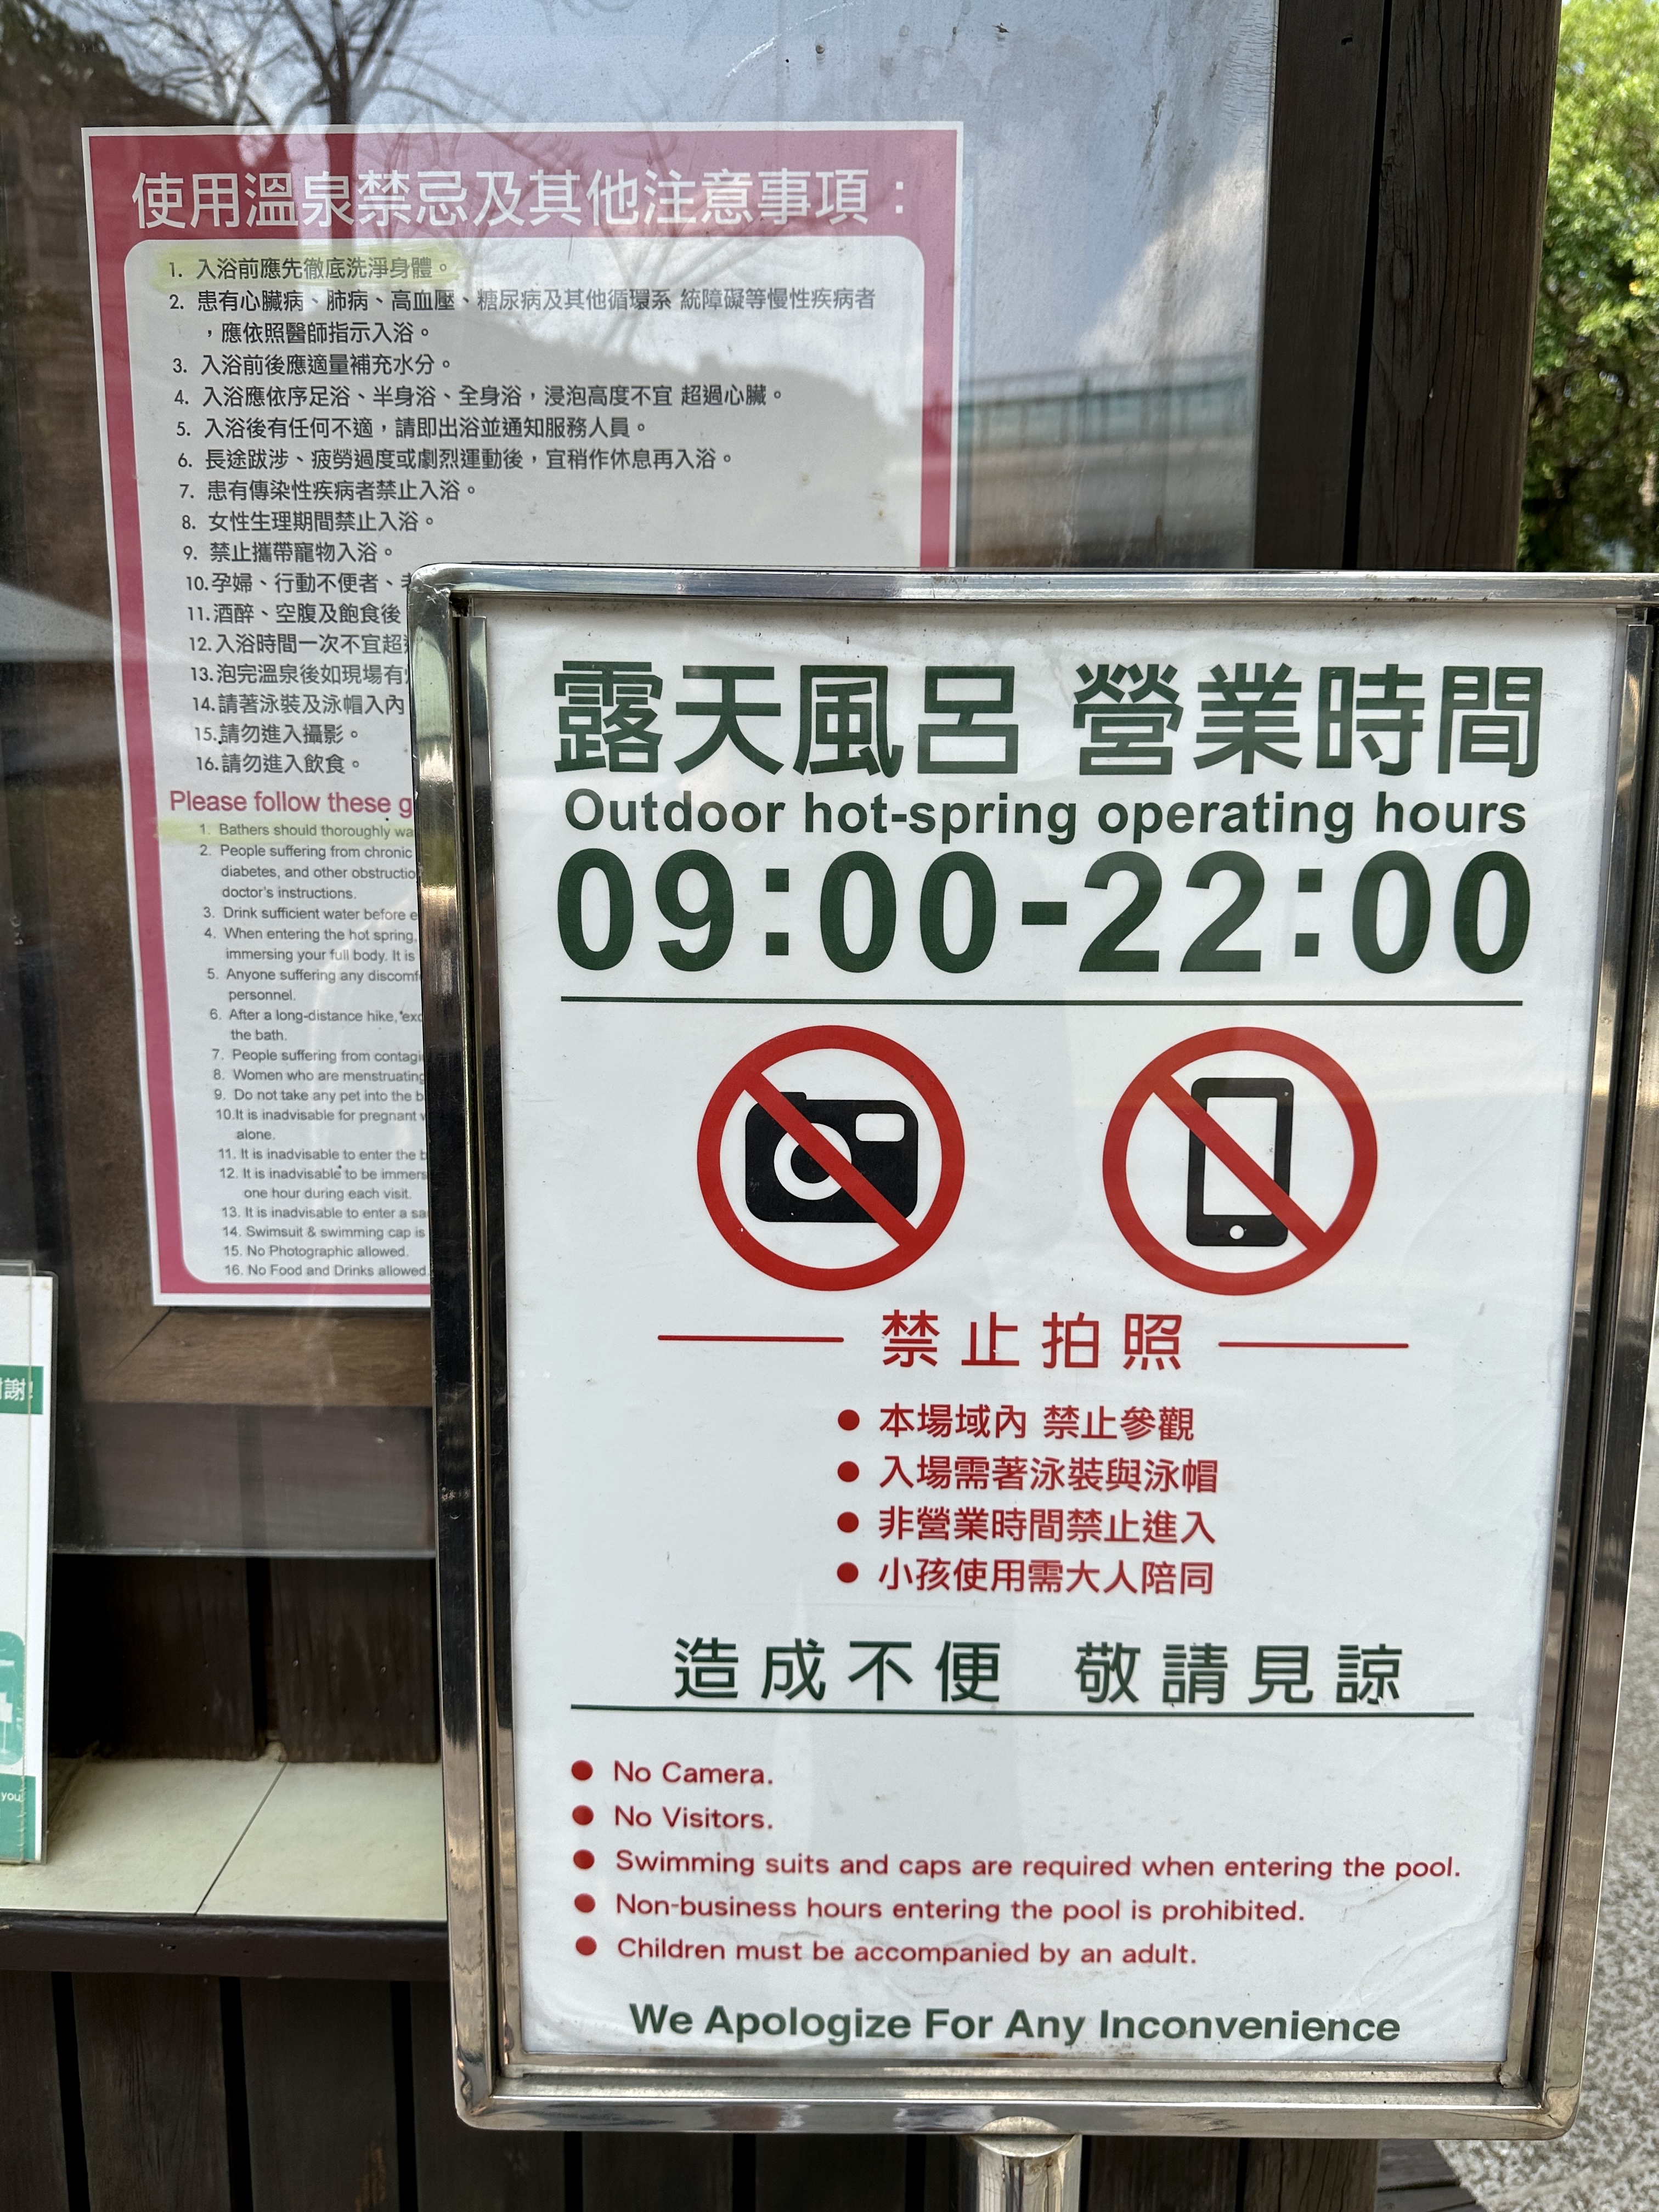 使用溫泉禁忌及其他注意事項：
1. 入浴前應先徹底洗淨身體。
2. 患有心臟病、肺病、高血壓、糖尿病及其他循環系 統障礙等慢性疾病者
，應依照醫師指示入浴。
3. 入浴前後應適量補充水分。
4. 入浴應依序足浴、半身浴、全身浴，浸泡高度不宜 超過心臟。
5. 入浴後有任何不適，請即出浴並通知服務人員。
6. 長途跋涉、疲勞過度或劇烈運動後，宜稍作休息再入浴。
7. 患有傳染性疾病者禁止入浴。
8. 女性生理期間禁止入浴。
9. 禁止攜帶寵物入浴。
10.孕婦、行動不便者、
11.酒醉、空腹及飽食後
12.入浴時間一次不宜超
13.泡完溫泉後如現場有
14.請著泳裝及泳帽入內
15.請勿進入攝影。
16.請勿進入飲食。
Please follow these
1. Bathers should thoroughly
2. People suffering from chronic
diabetes, and other
doctor's instructions.
3. Drink sufficient water before
4. When entering the hot spring,
immersing your full body. It is
5. Anyone suffering any
personnel.
6. After a long-distance hike,
the bath.
7. People suffering from
8. Women who are menstruating
9. Do not take any pet into the
10.It is inadvisable for pregnant
alone.
11. It is inadvisable to enter the
12. It is inadvisable to be
one hour during each visit.
13. It is inadvisable to enter a
14. Swimsuit & swimming cap is
15. No Photographic allowed.
16. No Food and Drinks allowed.
謝!
you
露天風呂 營業時間
Outdoor hot-spring operating hours
09:00-22:00
禁止拍照
● 本場域內 禁止參觀
● 入場需著泳裝與泳帽
● 非營業時間禁止進入
● 小孩使用需大人陪同
造成不便 敬請見諒
● No Camera.
● No Visitors.
● Swimming suits and caps are required when entering the pool.
● Non-business hours entering the pool is prohibited.
● Children must be accompanied by an adult.
We Apologize For Any Inconvenience